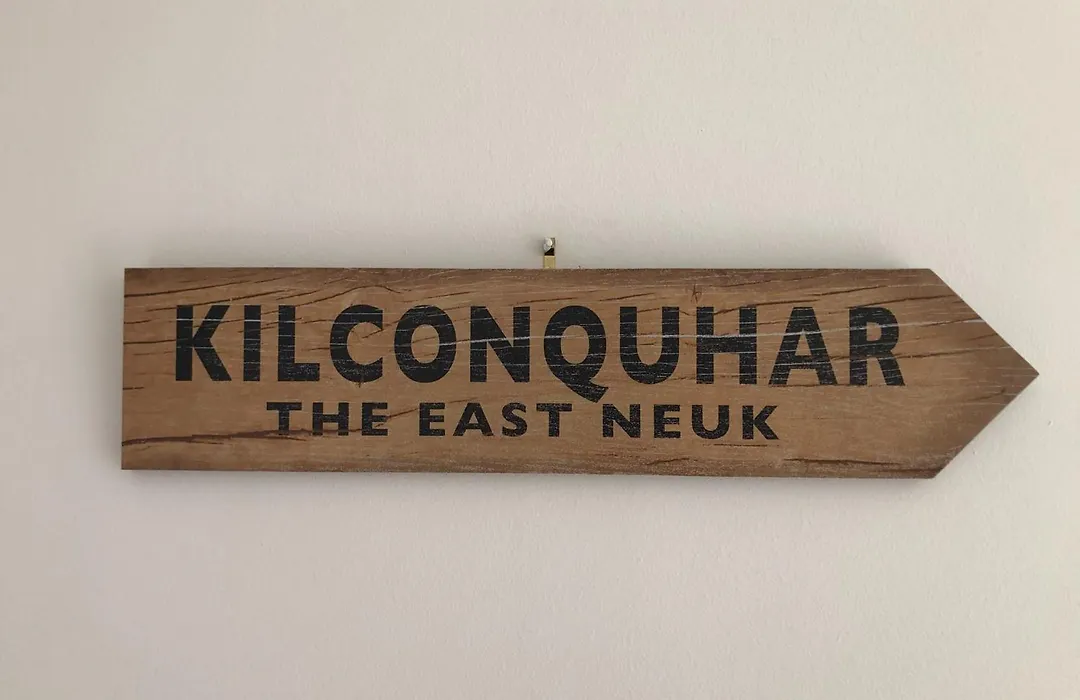 KILCONQUHAR
THE EAST NEUK